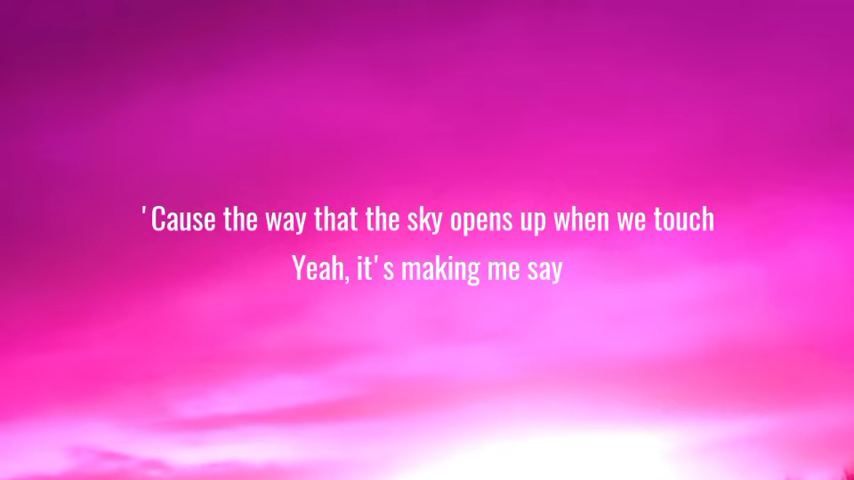 'Cause the way that the sky opens up when we touch
Yeah, it's making me say